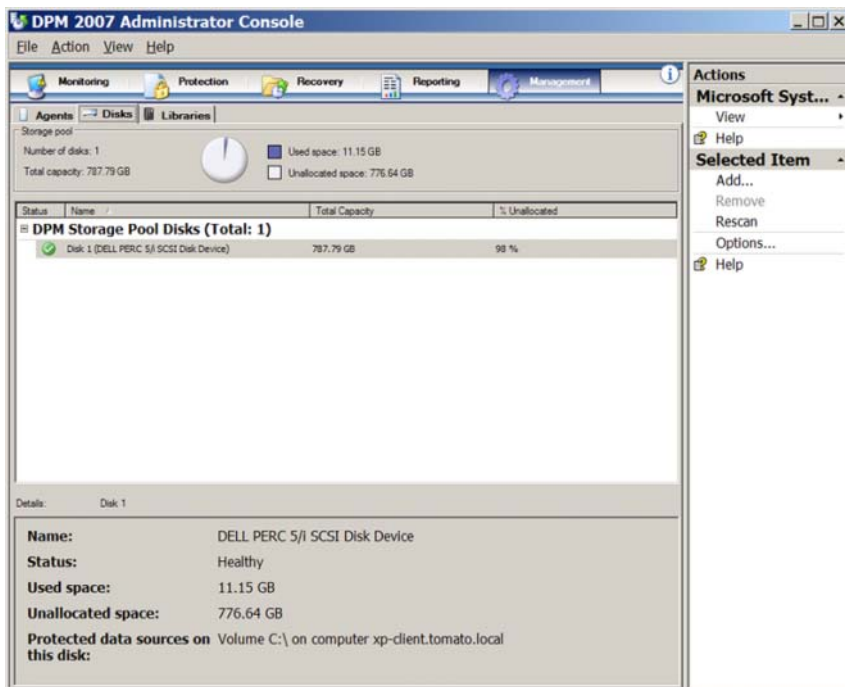 DPM 2007 Administrator Console
File Action View Help
Monitoring Protection Recovery Reporting Management
Agents Disks Libraries
Storage pool
Number of disks: 1
Total capacity: 787.79 GB
Used space: 11.15 GB
Unallocated space: 776.64 GB
Status Name Total Capacity % Unallocated
DPM Storage Pool Disks (Total: 1)
Disk 1 (DELL PERC 5/i SCSI Disk Device) 787.79 GB 98 %
Details: Disk 1
Name: DELL PERC 5/i SCSI Disk Device
Status: Healthy
Used space: 11.15 GB
Unallocated space: 776.64 GB
Protected data sources on Volume C:\ on computer xp-client.tomato.local
this disk:
Actions
Microsoft Syst...
View
Help
Selected Item
Add...
Remove
Rescan
Options...
Help